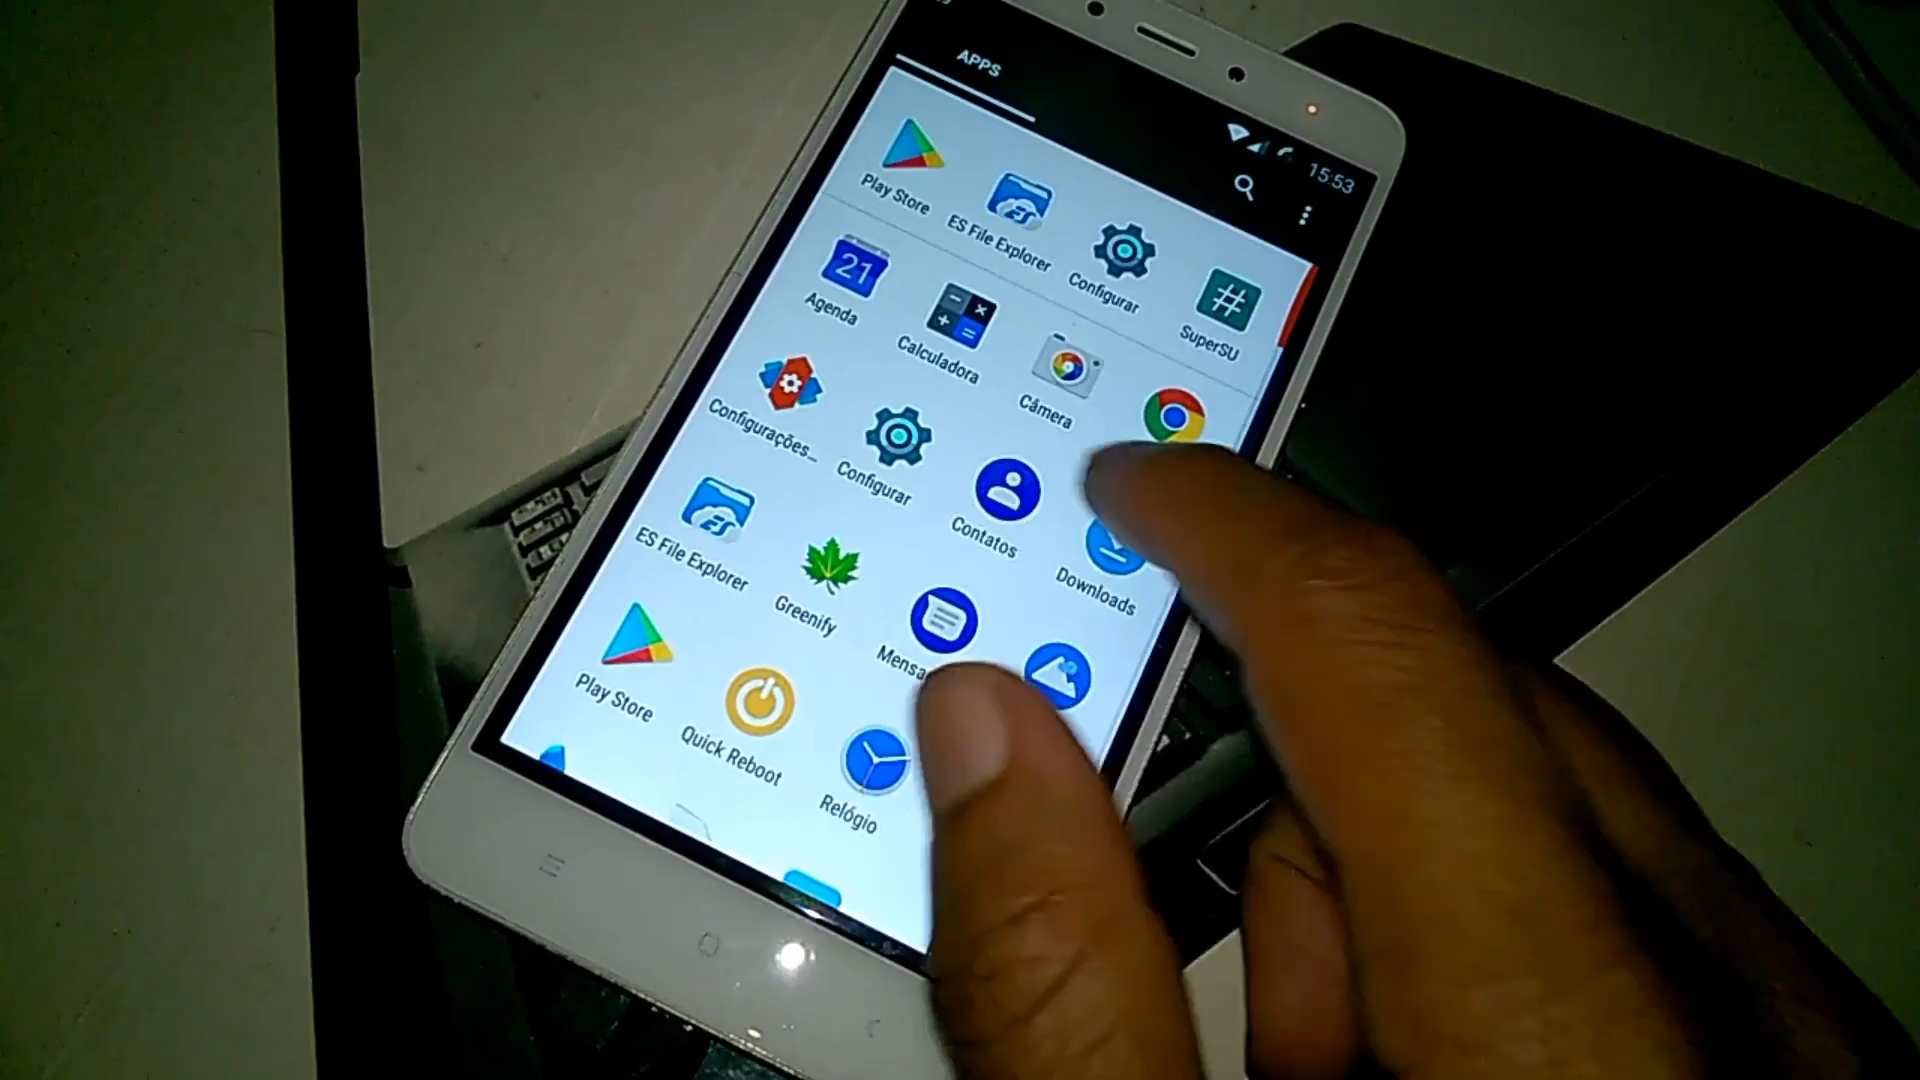 APPS
15:53
Play Store
ES File Explorer
Configurar
SuperSU
21
Agenda
Calculadora
Câmera
Configurações...
Configurar
Contatos
Downloads
ES
ES File Explorer
Greenify
Play Store
Quick Reboot
Relógio